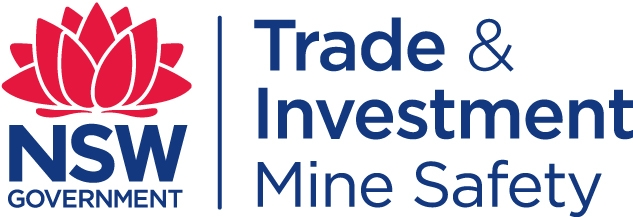 NSW
GOVERNMENT
Trade &
Investment
Mine Safety